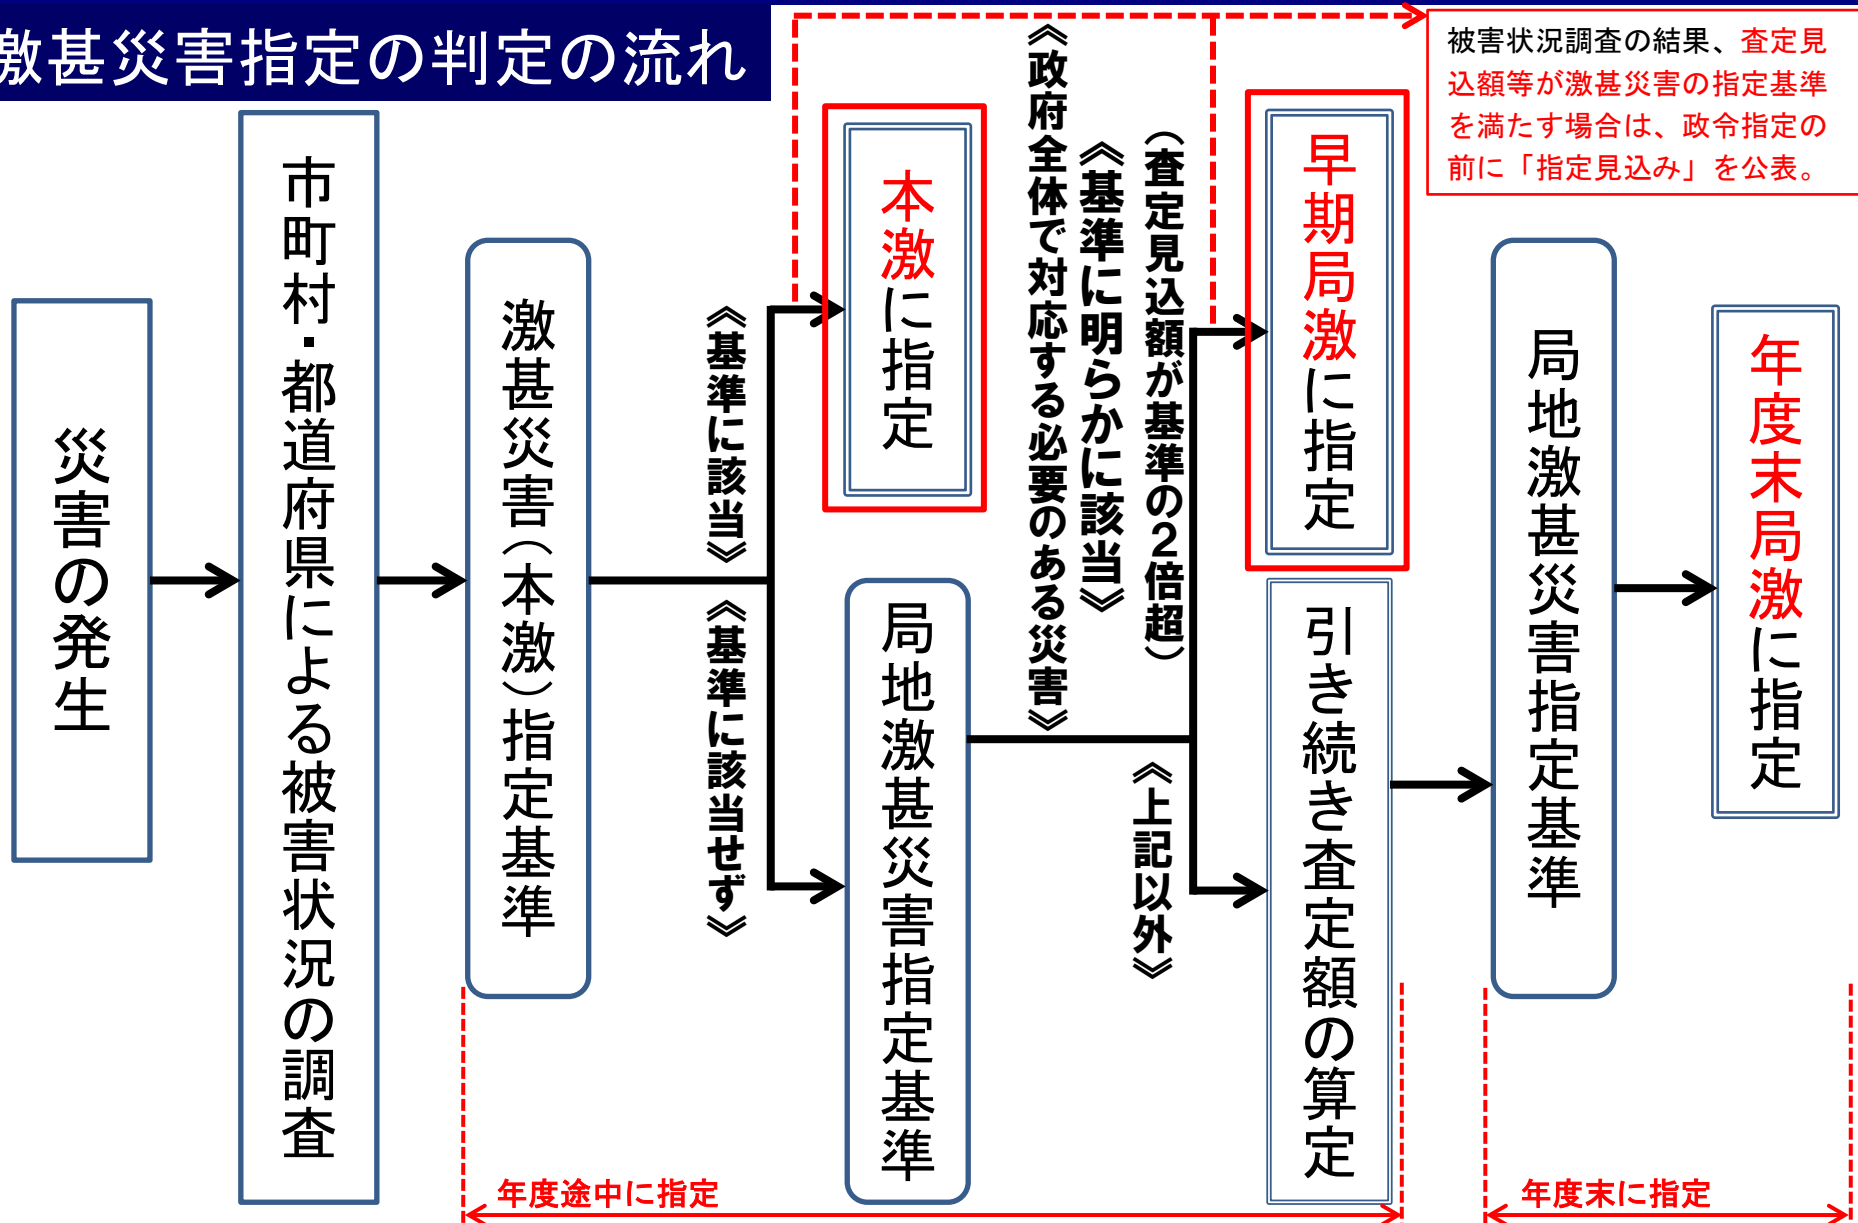 激甚災害指定の判定の流れ
被害状況調査の結果、査定見
込額等が激甚災害の指定基準
を満たす場合は、政令指定の
前に「指定見込み」を公表。
災害の発生
市町村・都道府県による被害状況の調査
激甚災害（本激）指定基準
《基準に該当》
《基準に該当せず》
本激に指定
局地激甚災害指定基準
《政府全体で対応する必要のある災害》
《基準に明らかに該当》
（査定見込額が基準の２倍超）
《上記以外》
早期局激に指定
引き続き査定額の算定
局地激甚災害指定基準
年度末局激に指定
年度途中に指定
年度末に指定